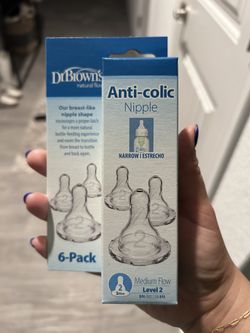 Dr Brown's
natural flow
Our breast-like
nipple shape
encourages a proper latch
for a more natural
bottle-feeding experience
and eases the transition
from breast to bottle
and back again.
6-Pack
Anti-colic
Nipple
NARROW | ESTRECHO
2
3m+
Medium Flow
Level 2